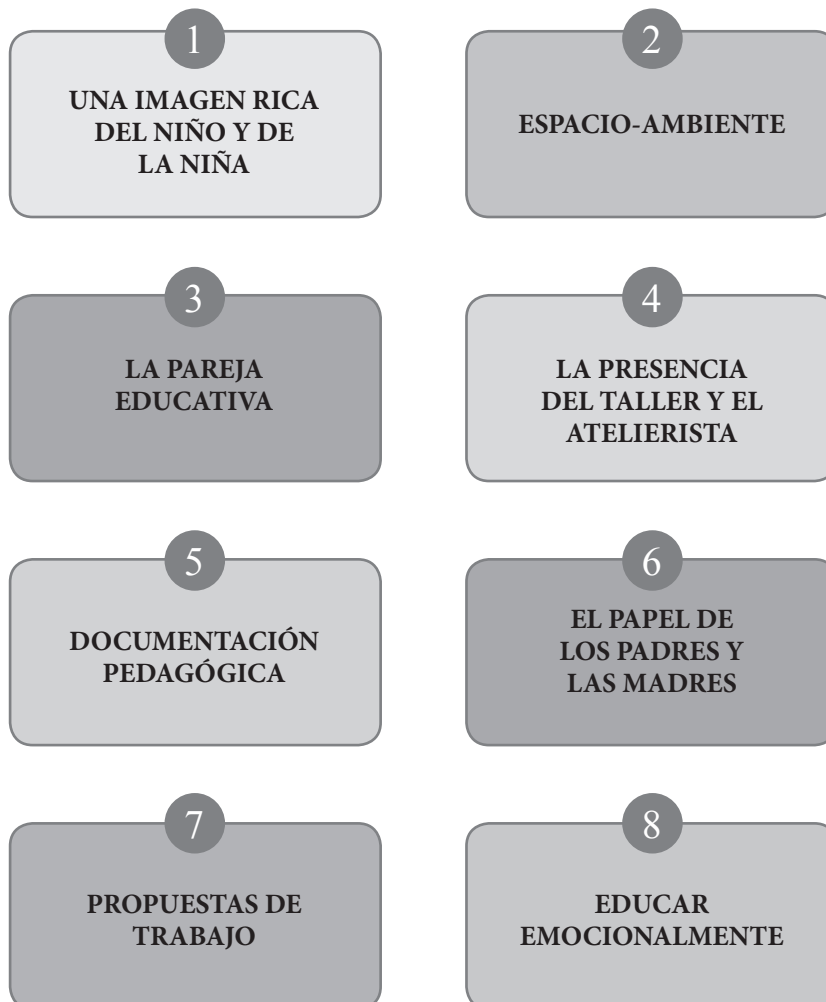 1
UNA IMAGEN RICA
DEL NIÑO Y DE
LA NIÑA
2
ESPACIO-AMBIENTE
3
LA PAREJA
EDUCATIVA
4
LA PRESENCIA
DEL TALLER Y EL
ATELIERISTA
5
DOCUMENTACIÓN
PEDAGÓGICA
6
EL PAPEL DE
LOS PADRES Y
LAS MADRES
7
PROPUESTAS DE
TRABAJO
8
EDUCAR
EMOCIONALMENTE